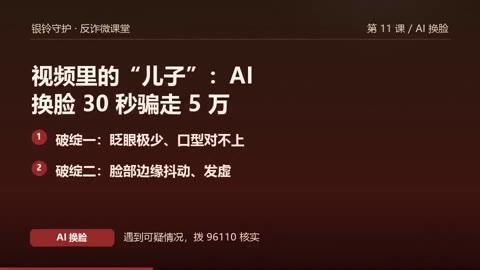 银铃守护 · 反诈微课堂
第 11 课 / AI 换脸
视频里的“儿子”：AI
换脸 30 秒骗走 5 万
1 破绽一：眨眼极少、口型对不上
2 破绽二：脸部边缘抖动、发虚
AI 换脸
遇到可疑情况，拨 96110 核实